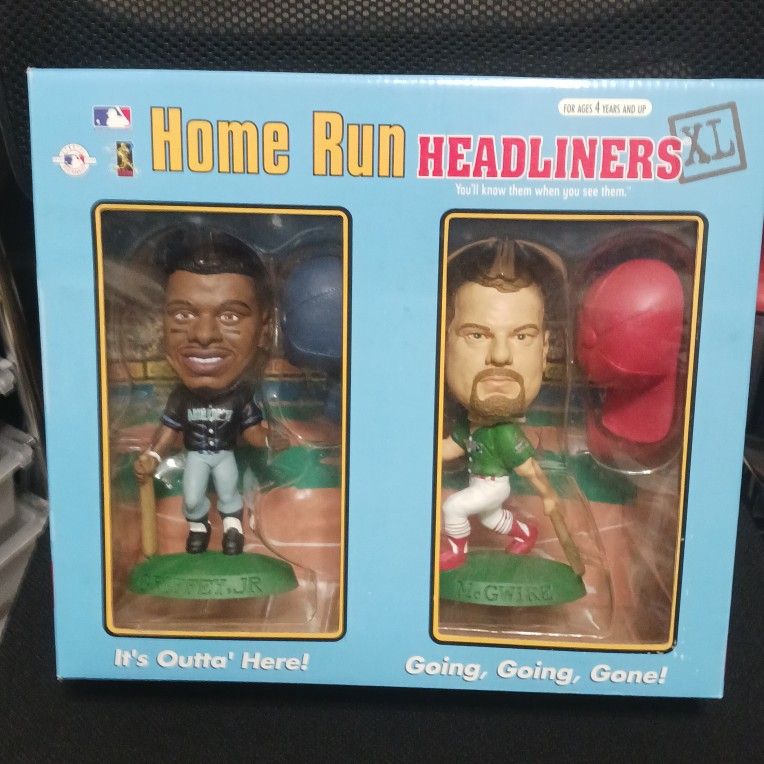 FOR AGES 4 YEARS AND UP
Home Run HEADLINERS XL
You'll know them when you see them.™
GRIFFEY, JR
McGWIRE
It's Outta' Here!
Going, Going, Gone!